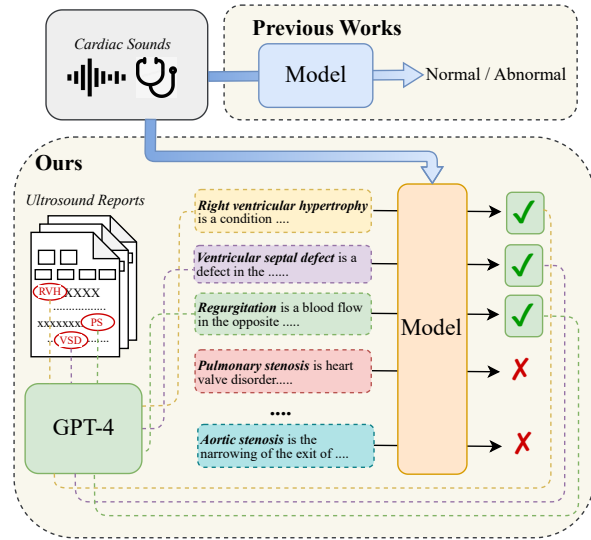 Cardiac Sounds
Previous Works
Model
Normal / Abnormal
Ours
Ultrasound Reports
RVH XXXX
..................
xxxxxxx PS
... VSD .......
GPT-4
Right ventricular hypertrophy
is a condition ....
Ventricular septal defect is a
defect in the ......
Regurgitation is a blood flow
in the opposite .....
Pulmonary stenosis is heart
valve disorder.....
....
Aortic stenosis is the
narrowing of the exit of ....
Model